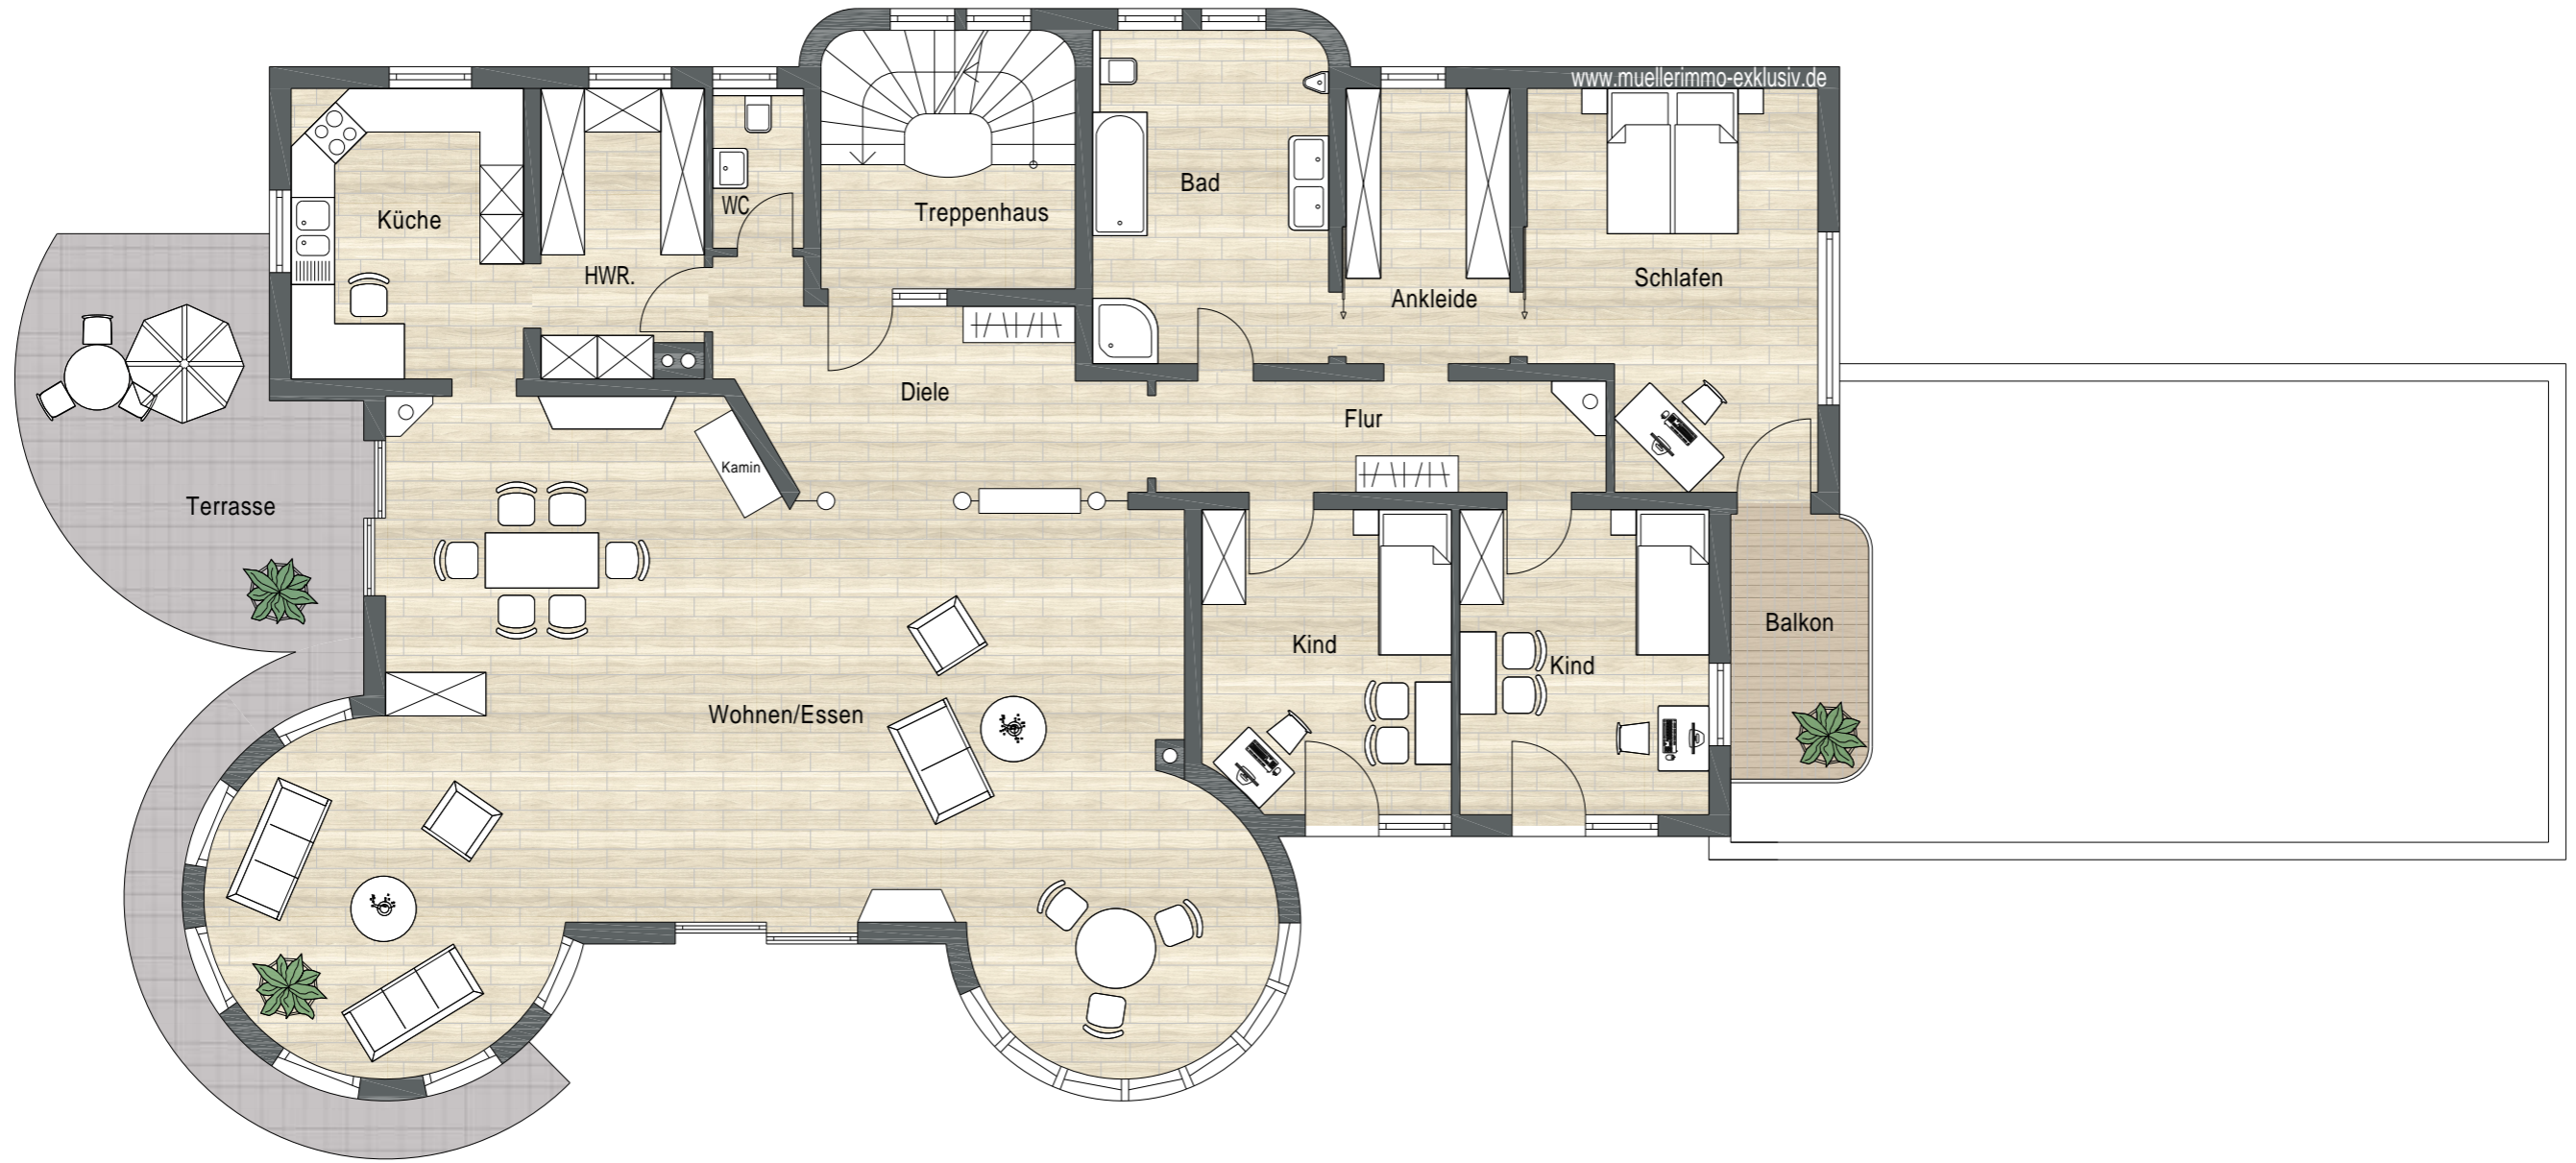 www.muellerimmo-exklusiv.de
Bad
WC
Treppenhaus
Küche
HWR.
Schlafen
Ankleide
Diele
Flur
Kamin
Terrasse
Balkon
Kind
Kind
Wohnen/Essen